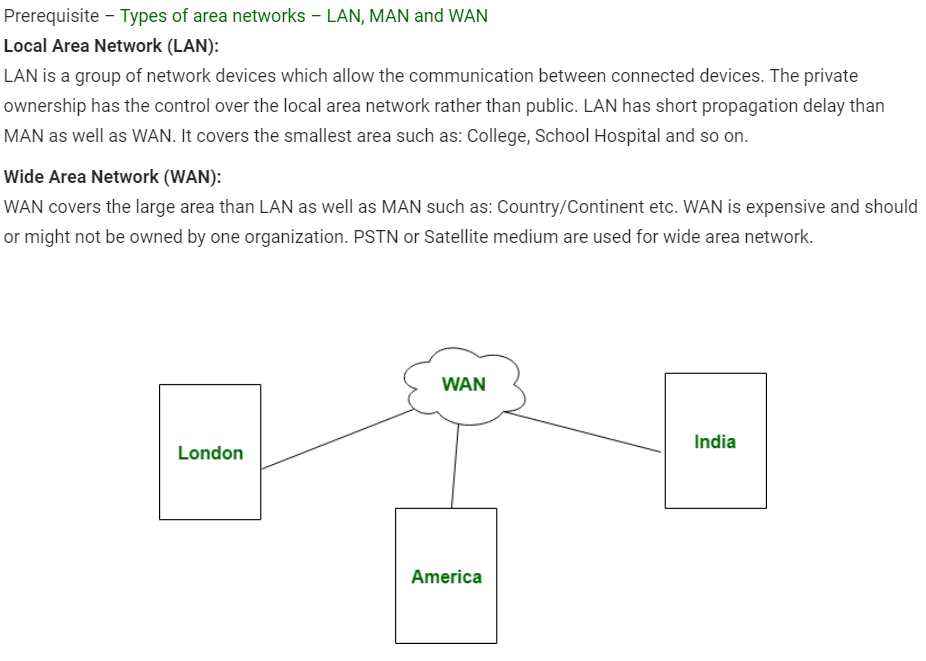 Prerequisite – Types of area networks – LAN, MAN and WAN
Local Area Network (LAN):
LAN is a group of network devices which allow the communication between connected devices. The private
ownership has the control over the local area network rather than public. LAN has short propagation delay than
MAN as well as WAN. It covers the smallest area such as: College, School Hospital and so on.
Wide Area Network (WAN):
WAN covers the large area than LAN as well as MAN such as: Country/Continent etc. WAN is expensive and should
or might not be owned by one organization. PSTN or Satellite medium are used for wide area network.
WAN
London
India
America